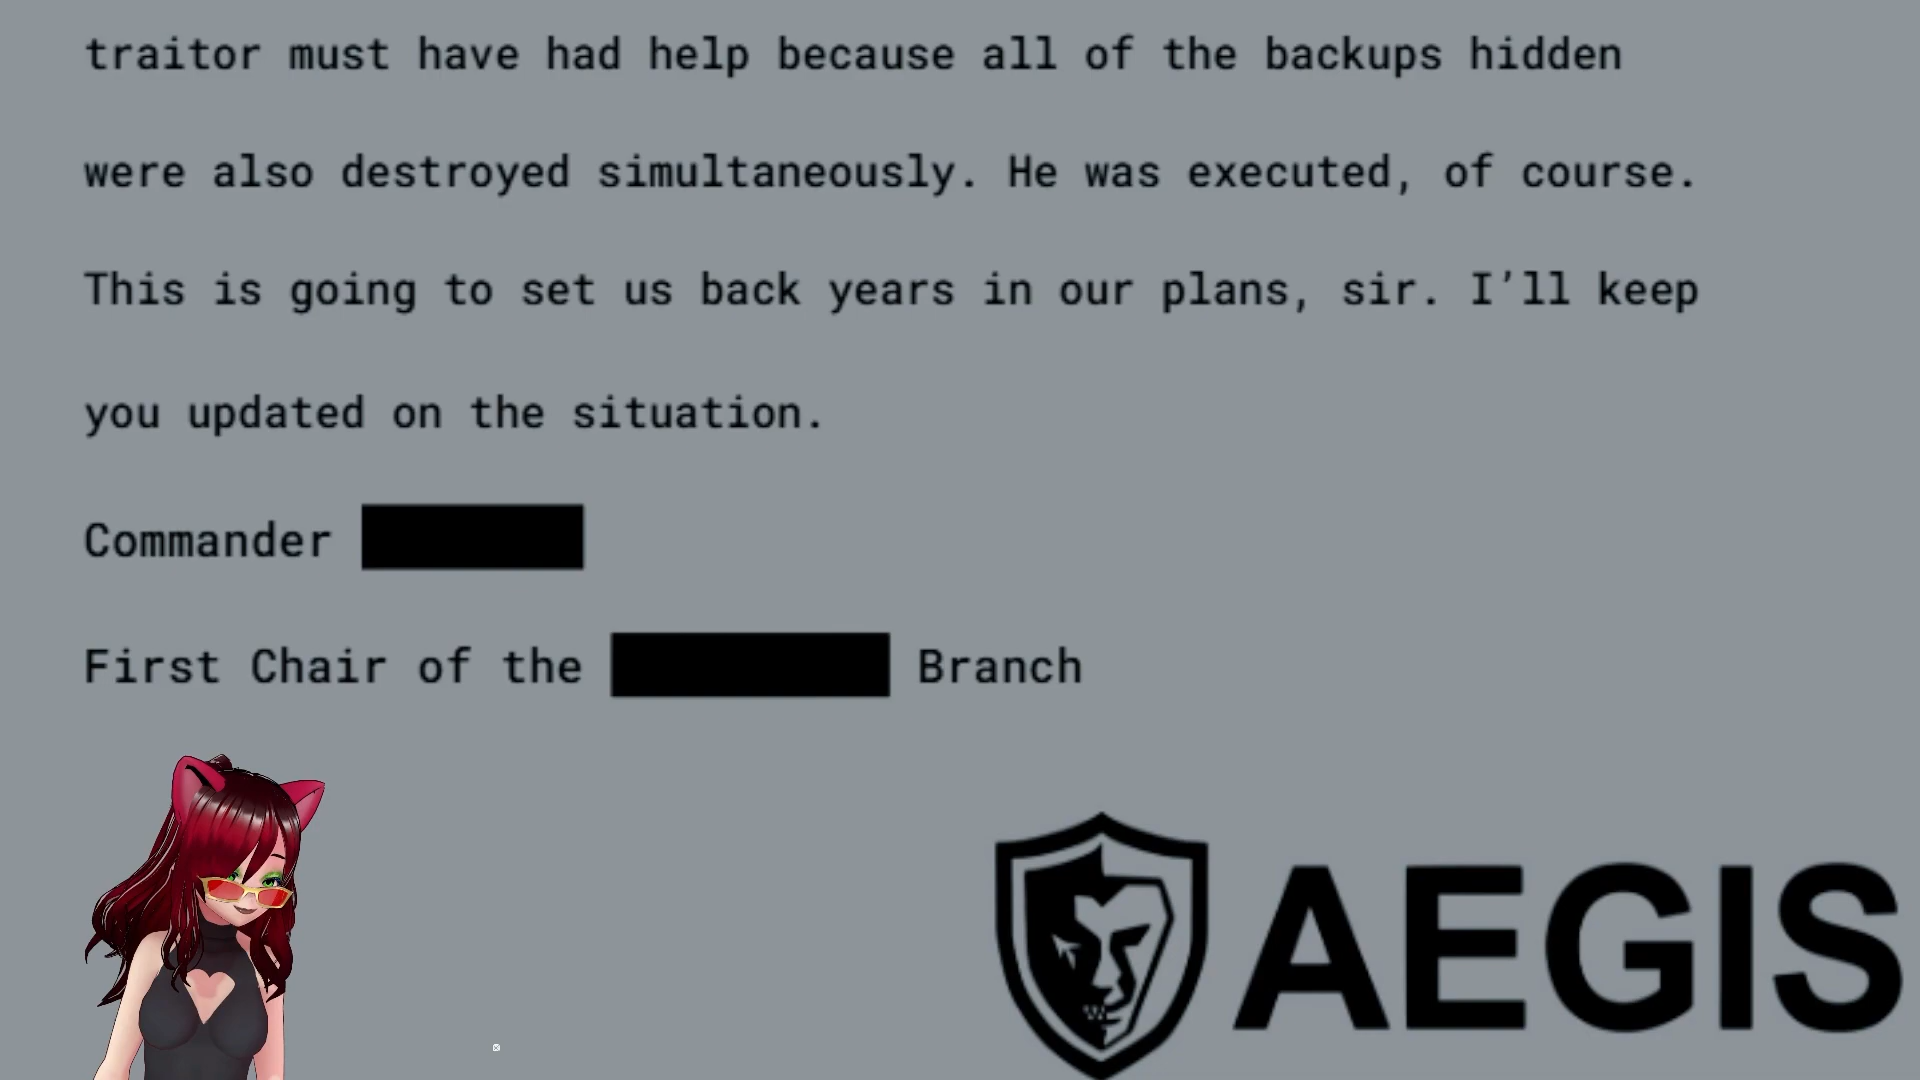 traitor must have had help because all of the backups hidden
were also destroyed simultaneously. He was executed, of course.
This is going to set us back years in our plans, sir. I’ll keep
you updated on the situation.
Commander
First Chair of the Branch
AEGIS